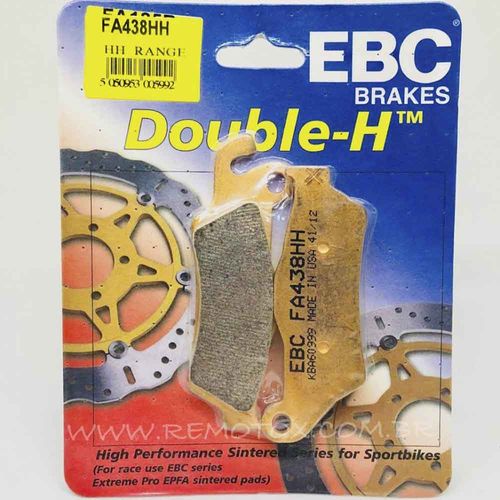 FA438HH
HH RANGE
5 050953 005992
EBC
BRAKES
Double-H™
EBC FA438HH
KBA60999 MADE IN USA 41/12
WWW.REMOTOX.COM.BR
High Performance Sintered Series for Sportbikes
(For race use EBC series
Extreme Pro EPFA sintered pads)